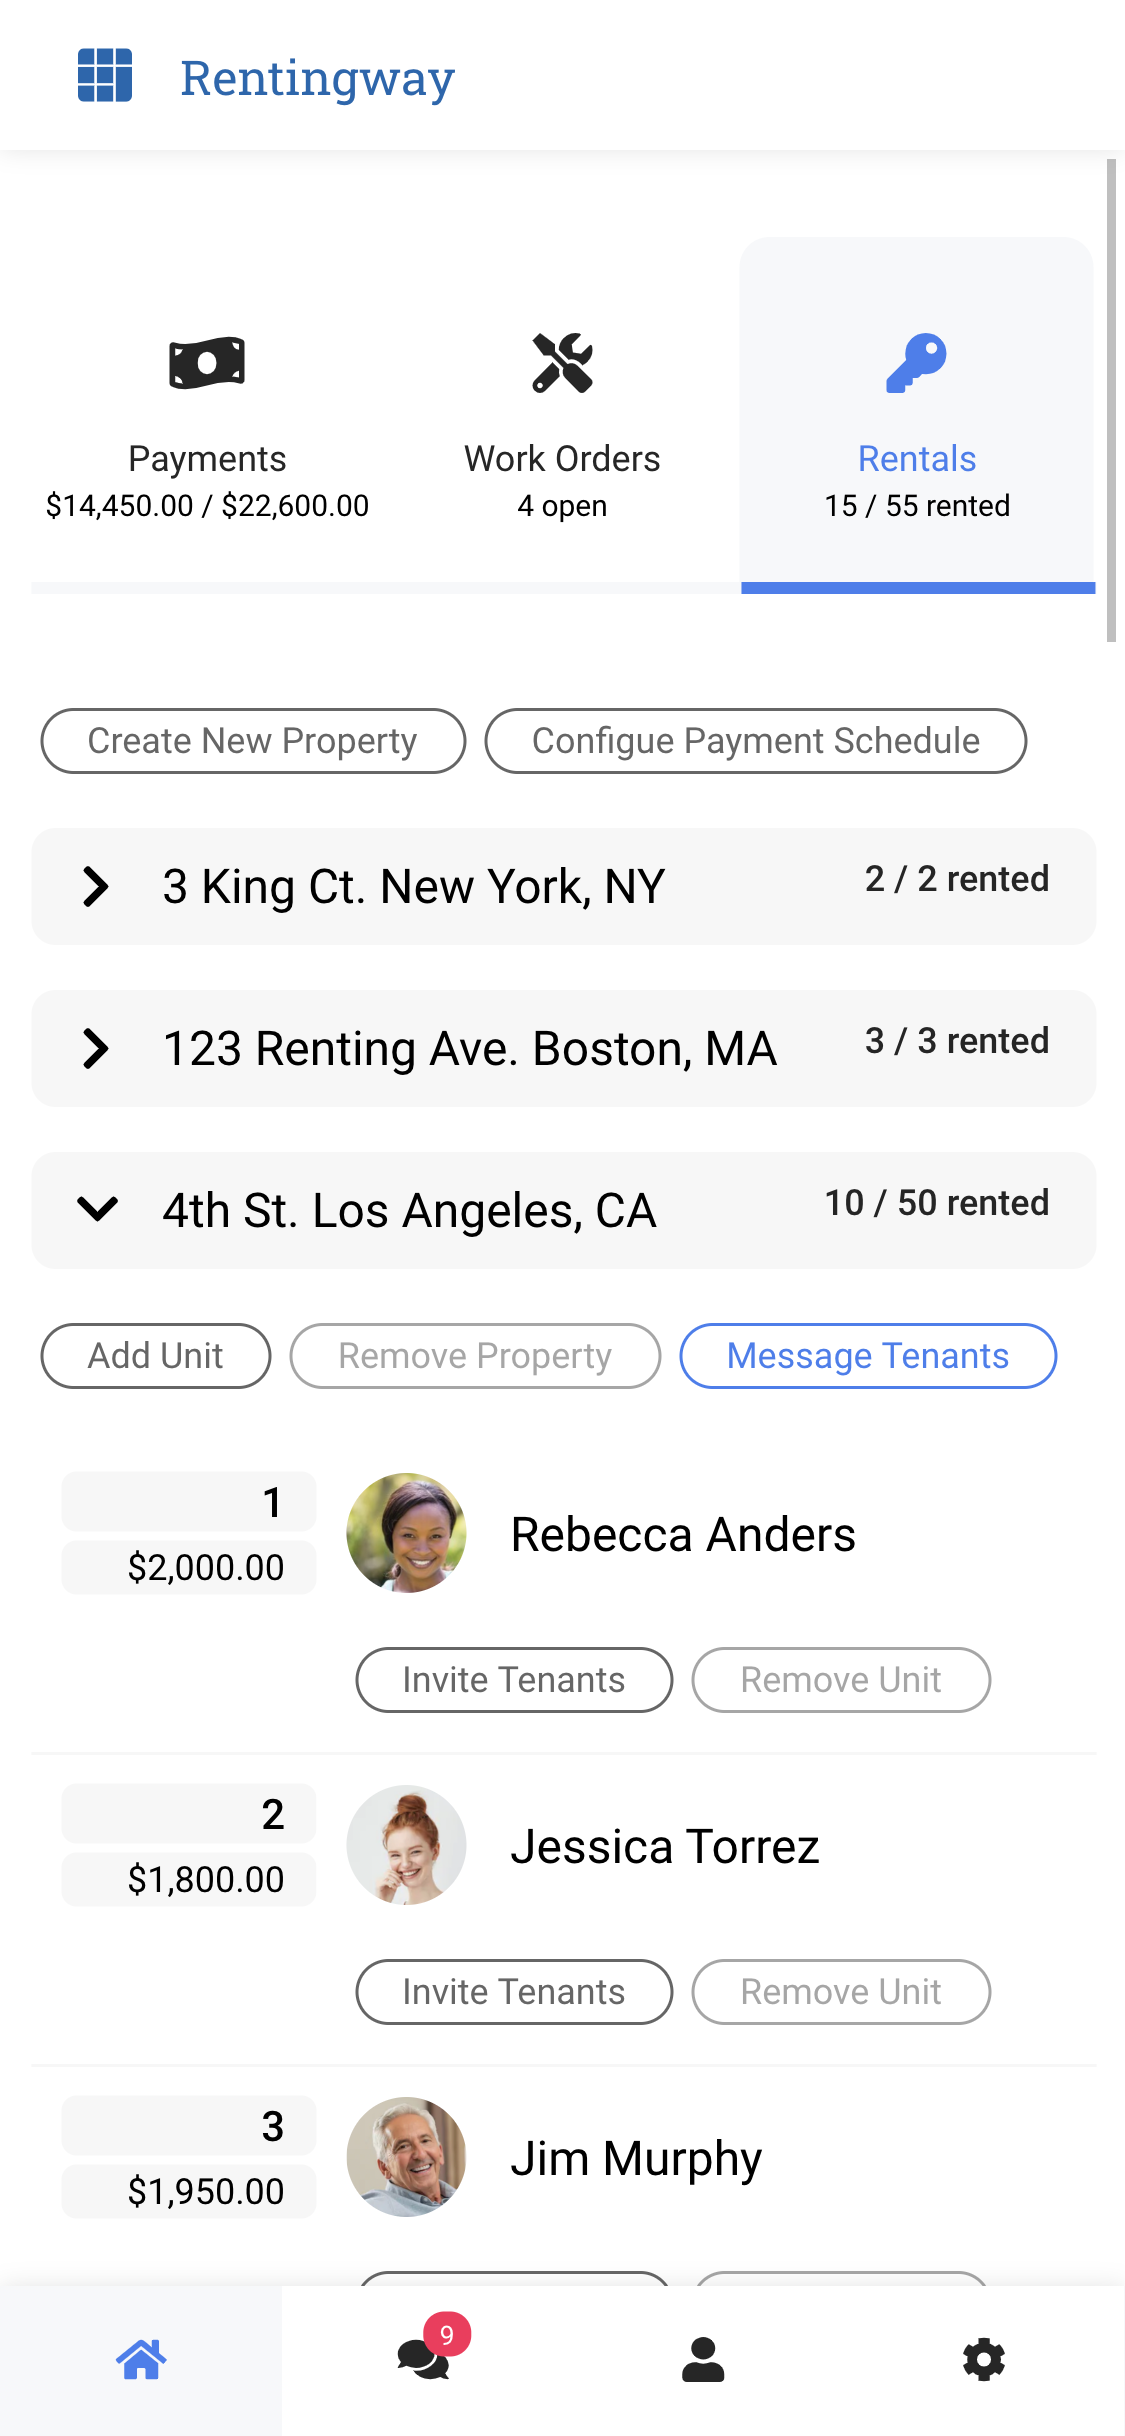 Rentingway
Payments
$14,450.00 / $22,600.00
Work Orders
4 open
Rentals
15 / 55 rented
Create New Property
Configue Payment Schedule
3 King Ct. New York, NY
2 / 2 rented
123 Renting Ave. Boston, MA
3 / 3 rented
4th St. Los Angeles, CA
10 / 50 rented
Add Unit
Remove Property
Message Tenants
1
$2,000.00
Rebecca Anders
Invite Tenants
Remove Unit
2
$1,800.00
Jessica Torrez
Invite Tenants
Remove Unit
3
$1,950.00
Jim Murphy
9